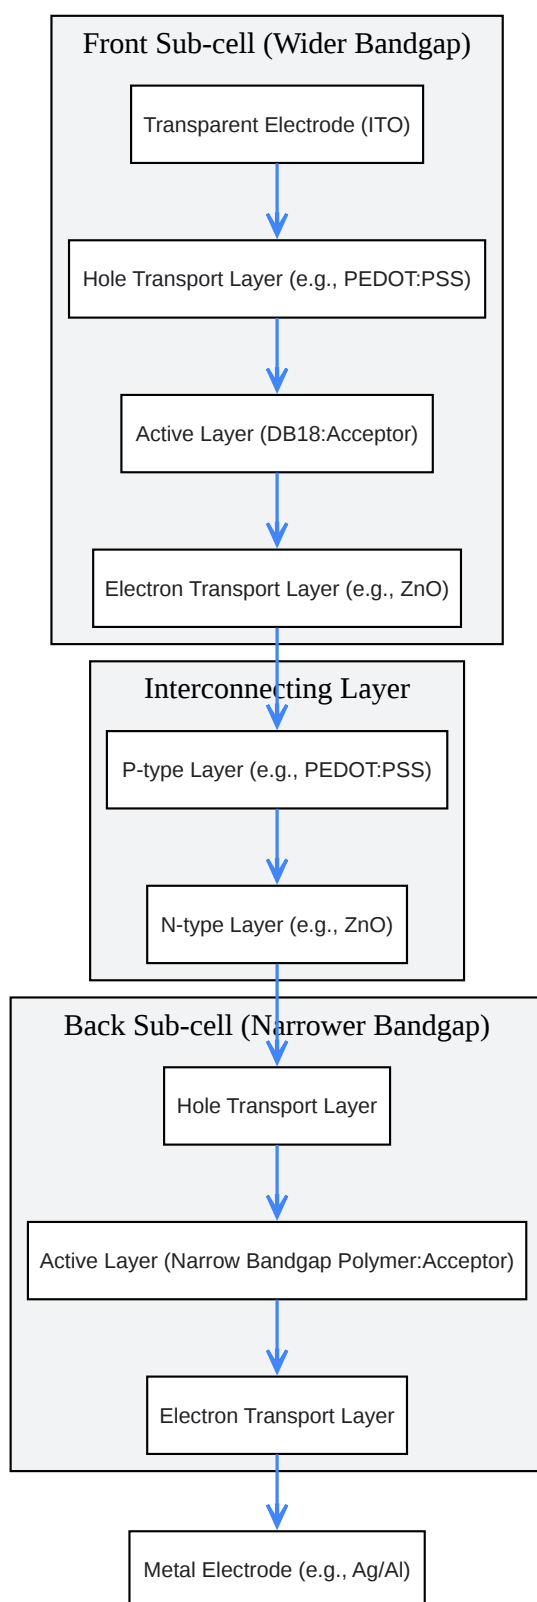 Front Sub-cell (Wider Bandgap)
Transparent Electrode (ITO)
Hole Transport Layer (e.g., PEDOT:PSS)
Active Layer (DB18:Acceptor)
Electron Transport Layer (e.g., ZnO)
Interconnecting Layer
P-type Layer (e.g., PEDOT:PSS)
N-type Layer (e.g., ZnO)
Back Sub-cell (Narrower Bandgap)
Hole Transport Layer
Active Layer (Narrow Bandgap Polymer:Acceptor)
Electron Transport Layer
Metal Electrode (e.g., Ag/Al)